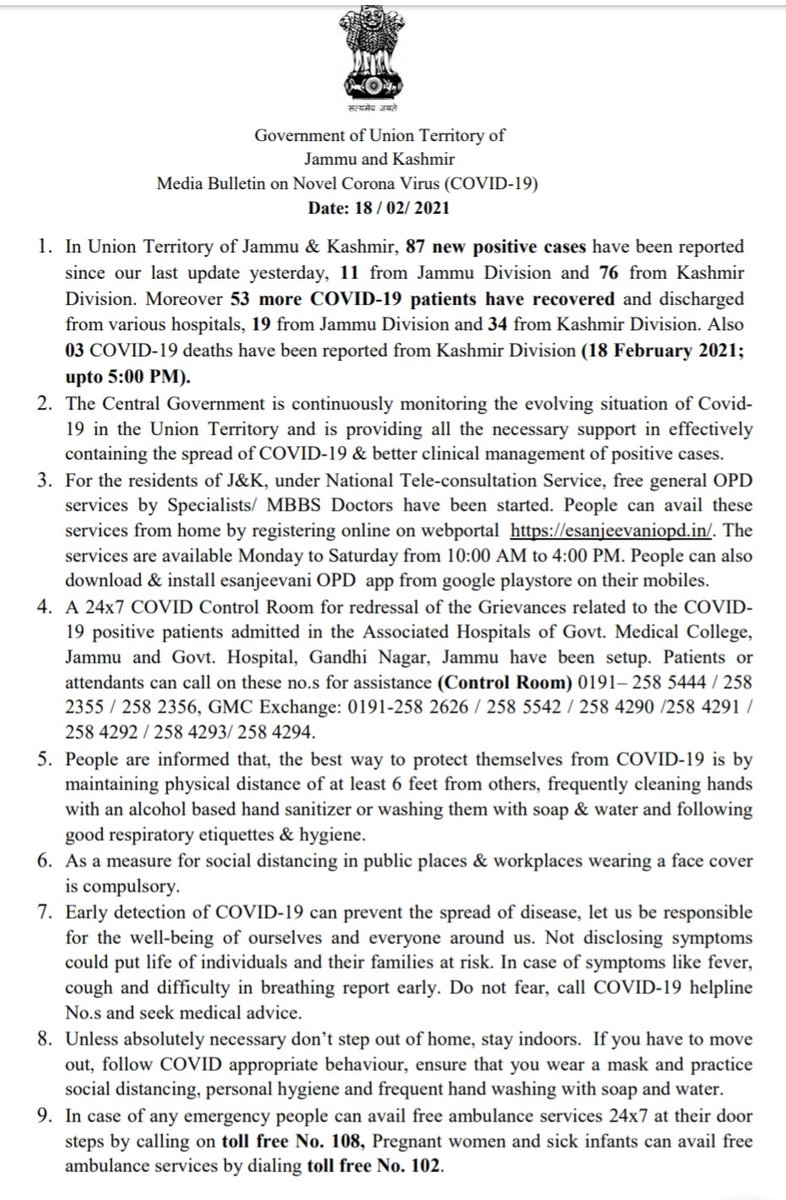 सत्यमेव जयते
Government of Union Territory of
Jammu and Kashmir
Media Bulletin on Novel Corona Virus (COVID-19)
Date: 18 / 02/ 2021
1. In Union Territory of Jammu & Kashmir, 87 new positive cases have been reported
since our last update yesterday, 11 from Jammu Division and 76 from Kashmir
Division. Moreover 53 more COVID-19 patients have recovered and discharged
from various hospitals, 19 from Jammu Division and 34 from Kashmir Division. Also
03 COVID-19 deaths have been reported from Kashmir Division (18 February 2021;
upto 5:00 PM).
2. The Central Government is continuously monitoring the evolving situation of Covid-
19 in the Union Territory and is providing all the necessary support in effectively
containing the spread of COVID-19 & better clinical management of positive cases.
3. For the residents of J&K, under National Tele-consultation Service, free general OPD
services by Specialists/ MBBS Doctors have been started. People can avail these
services from home by registering online on webportal https://esanjeevaniopd.in/. The
services are available Monday to Saturday from 10:00 AM to 4:00 PM. People can also
download & install esanjeevani OPD app from google playstore on their mobiles.
4. A 24x7 COVID Control Room for redressal of the Grievances related to the COVID-
19 positive patients admitted in the Associated Hospitals of Govt. Medical College,
Jammu and Govt. Hospital, Gandhi Nagar, Jammu have been setup. Patients or
attendants can call on these no.s for assistance (Control Room) 0191– 258 5444 / 258
2355 / 258 2356, GMC Exchange: 0191-258 2626 / 258 5542 / 258 4290 /258 4291 /
258 4292 / 258 4293/ 258 4294.
5. People are informed that, the best way to protect themselves from COVID-19 is by
maintaining physical distance of at least 6 feet from others, frequently cleaning hands
with an alcohol based hand sanitizer or washing them with soap & water and following
good respiratory etiquettes & hygiene.
6. As a measure for social distancing in public places & workplaces wearing a face cover
is compulsory.
7. Early detection of COVID-19 can prevent the spread of disease, let us be responsible
for the well-being of ourselves and everyone around us. Not disclosing symptoms
could put life of individuals and their families at risk. In case of symptoms like fever,
cough and difficulty in breathing report early. Do not fear, call COVID-19 helpline
No.s and seek medical advice.
8. Unless absolutely necessary don’t step out of home, stay indoors. If you have to move
out, follow COVID appropriate behaviour, ensure that you wear a mask and practice
social distancing, personal hygiene and frequent hand washing with soap and water.
9. In case of any emergency people can avail free ambulance services 24x7 at their door
steps by calling on toll free No. 108, Pregnant women and sick infants can avail free
ambulance services by dialing toll free No. 102.